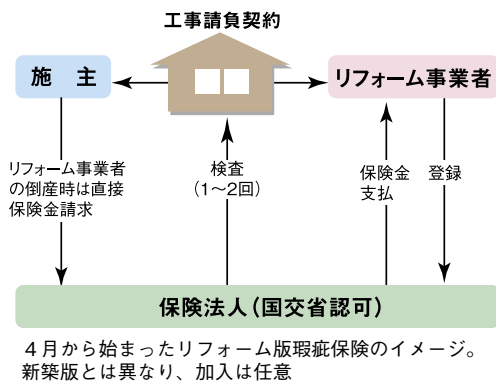 工事請負契約
施　主
リフォーム事業者
リフォーム事業者
の倒産時は直接
保険金請求
検査
（1～2回）
保険金
支払
登録
保険法人（国交省認可）
４月から始まったリフォーム版瑕疵保険のイメージ。
新築版とは異なり、加入は任意